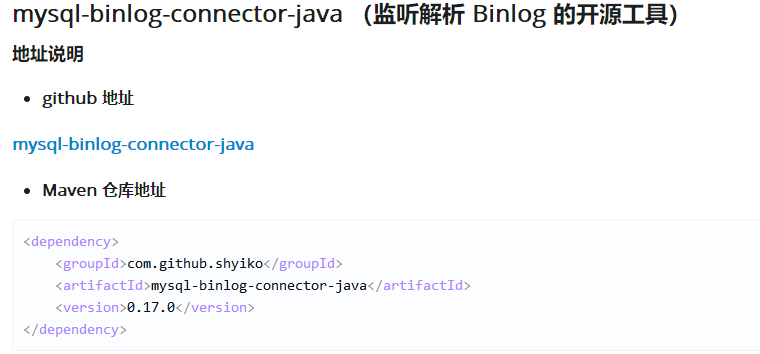 mysql-binlog-connector-java （监听解析 Binlog 的开源工具）
地址说明
• github 地址
mysql-binlog-connector-java
• Maven 仓库地址
<dependency>
    <groupId>com.github.shyiko</groupId>
    <artifactId>mysql-binlog-connector-java</artifactId>
    <version>0.17.0</version>
</dependency>